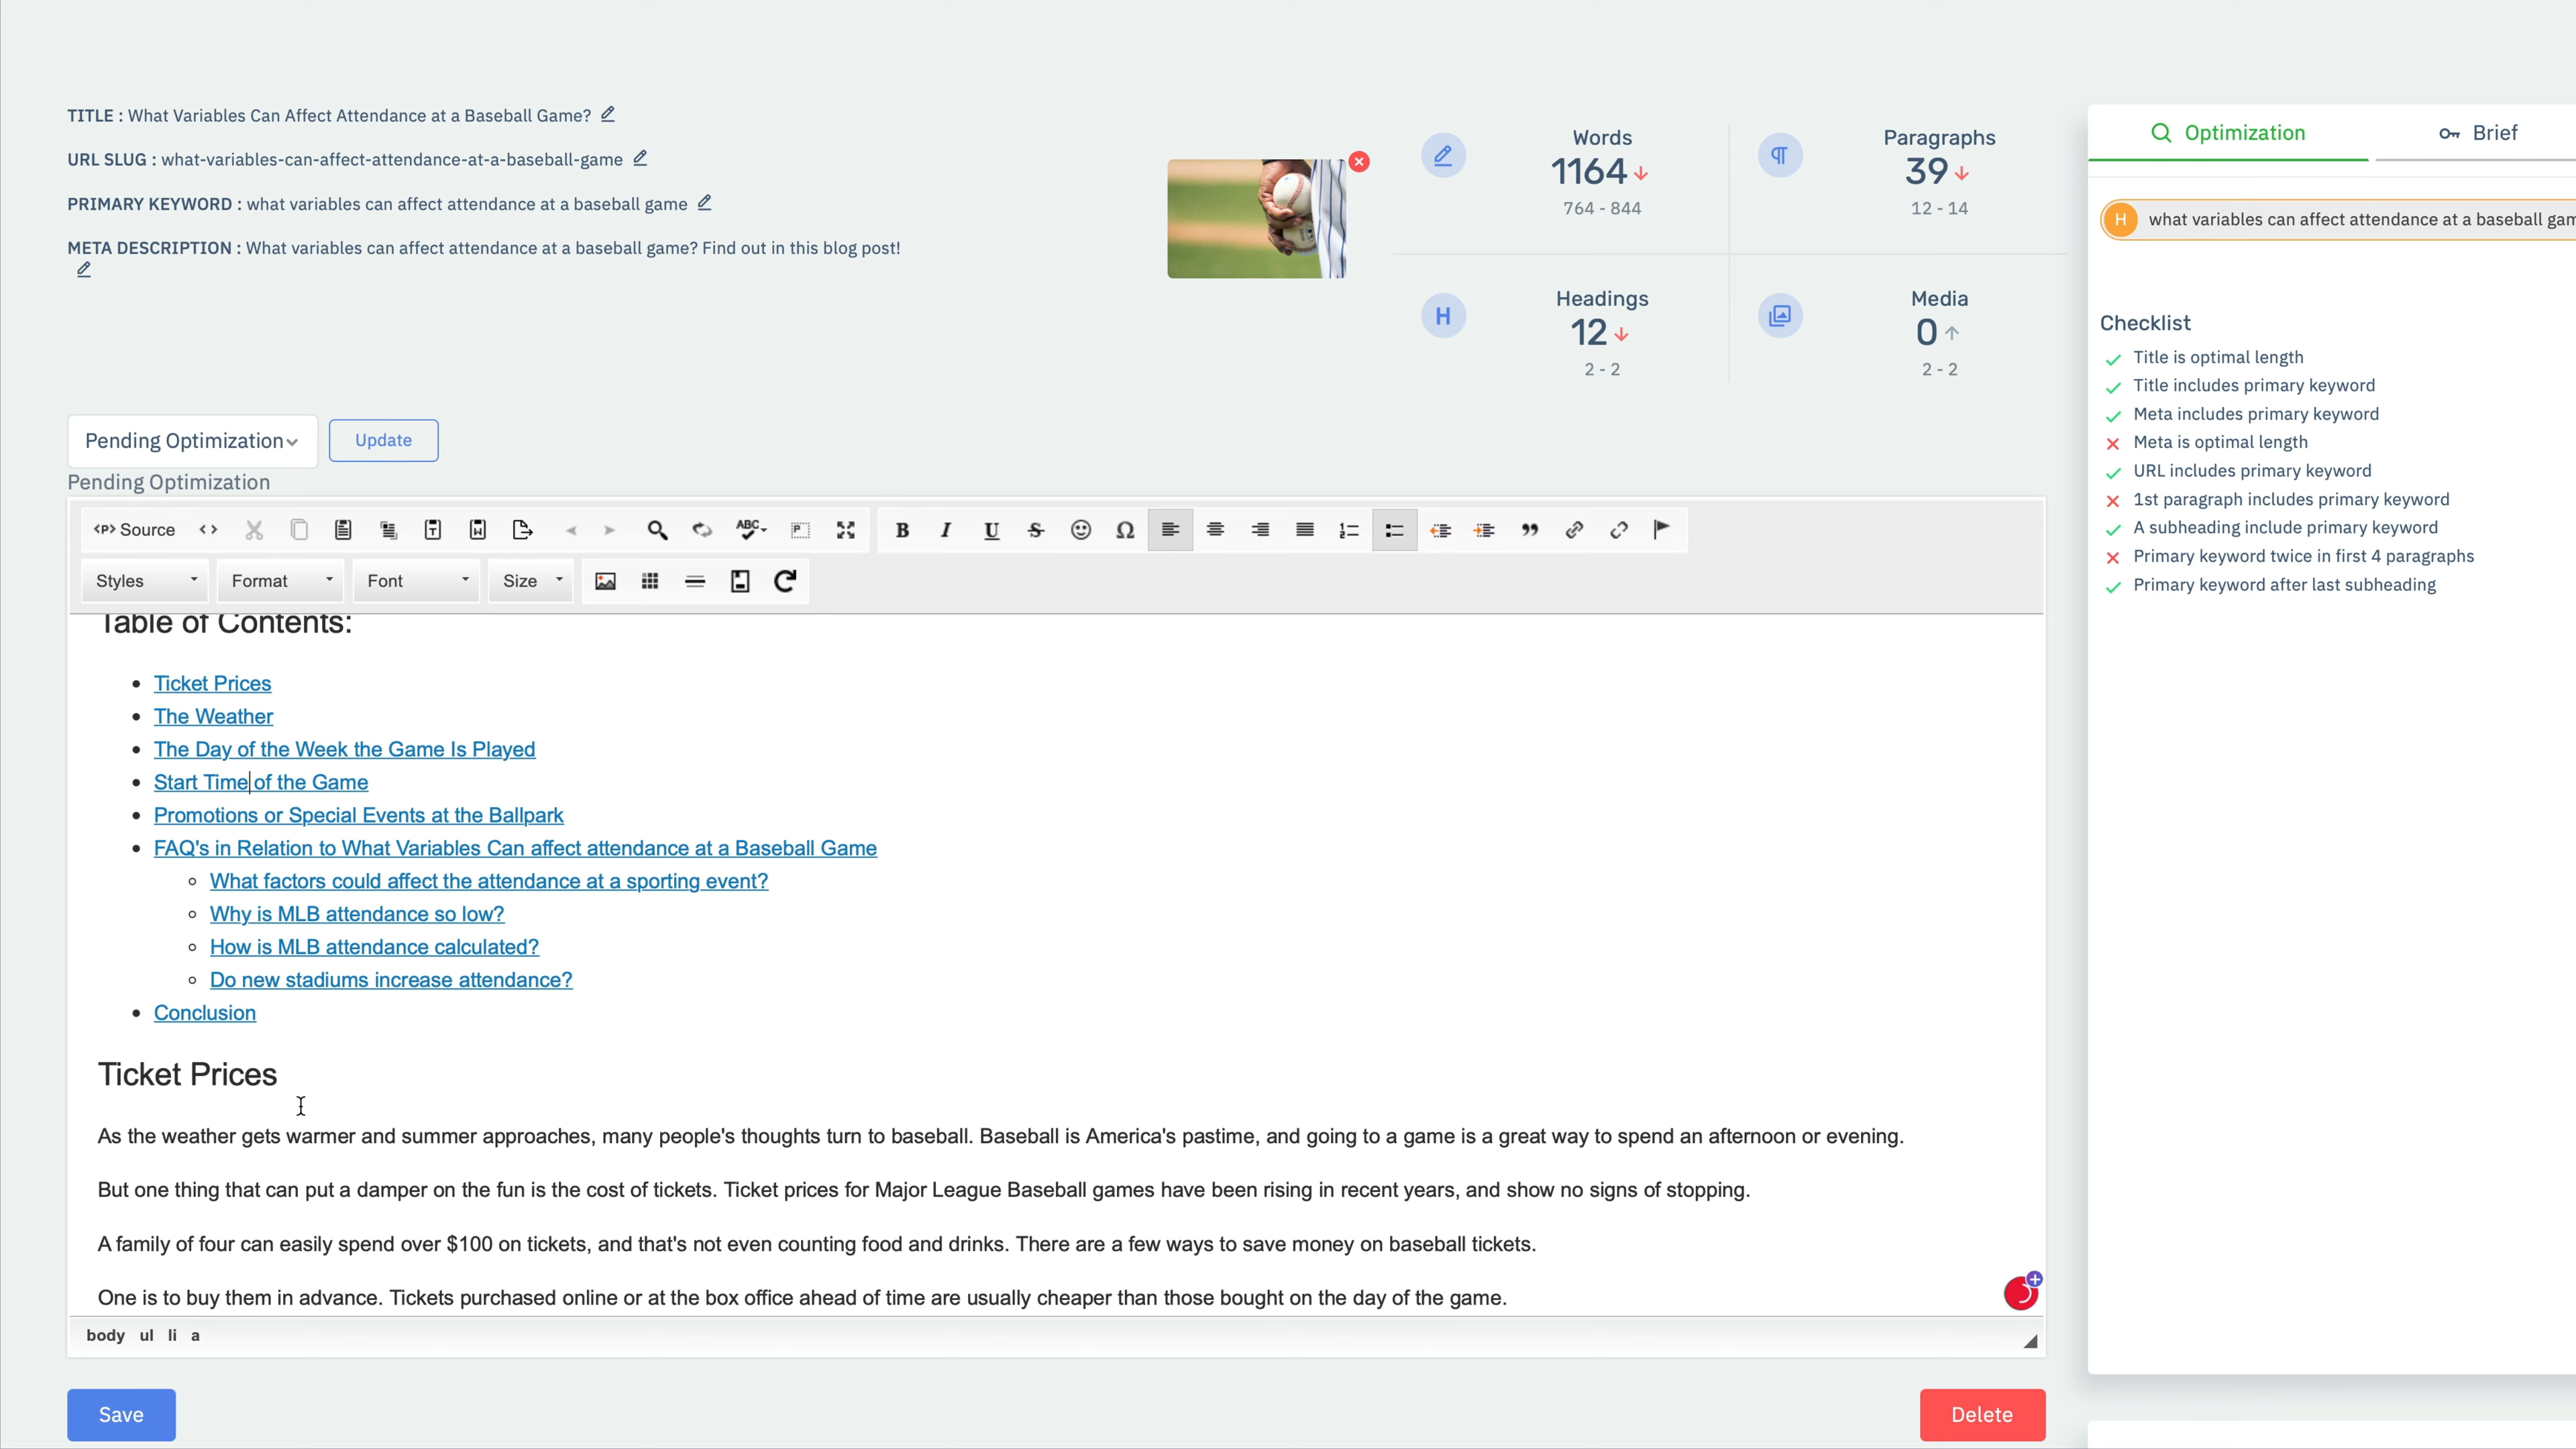 TITLE : What Variables Can Affect Attendance at a Baseball Game?
URL SLUG : what-variables-can-affect-attendance-at-a-baseball-game
PRIMARY KEYWORD : what variables can affect attendance at a baseball game
META DESCRIPTION : What variables can affect attendance at a baseball game? Find out in this blog post!
Words
1164
764 - 844
Paragraphs
39
12 - 14
H
Headings
12
2 - 2
Media
0
2 - 2
Pending Optimization
Update
Pending Optimization
Source
ABC
B I U S Ω
Styles
Format
Font
Size
Table of Contents:
Ticket Prices
The Weather
The Day of the Week the Game Is Played
Start Time of the Game
Promotions or Special Events at the Ballpark
FAQ's in Relation to What Variables Can affect attendance at a Baseball Game
What factors could affect the attendance at a sporting event?
Why is MLB attendance so low?
How is MLB attendance calculated?
Do new stadiums increase attendance?
Conclusion
Ticket Prices
As the weather gets warmer and summer approaches, many people's thoughts turn to baseball. Baseball is America's pastime, and going to a game is a great way to spend an afternoon or evening.
But one thing that can put a damper on the fun is the cost of tickets. Ticket prices for Major League Baseball games have been rising in recent years, and show no signs of stopping.
A family of four can easily spend over $100 on tickets, and that's not even counting food and drinks. There are a few ways to save money on baseball tickets.
One is to buy them in advance. Tickets purchased online or at the box office ahead of time are usually cheaper than those bought on the day of the game.
body ul li a
Save
Delete
Optimization
Brief
H
what variables can affect attendance at a baseball gam
Checklist
Title is optimal length
Title includes primary keyword
Meta includes primary keyword
Meta is optimal length
URL includes primary keyword
1st paragraph includes primary keyword
A subheading include primary keyword
Primary keyword twice in first 4 paragraphs
Primary keyword after last subheading